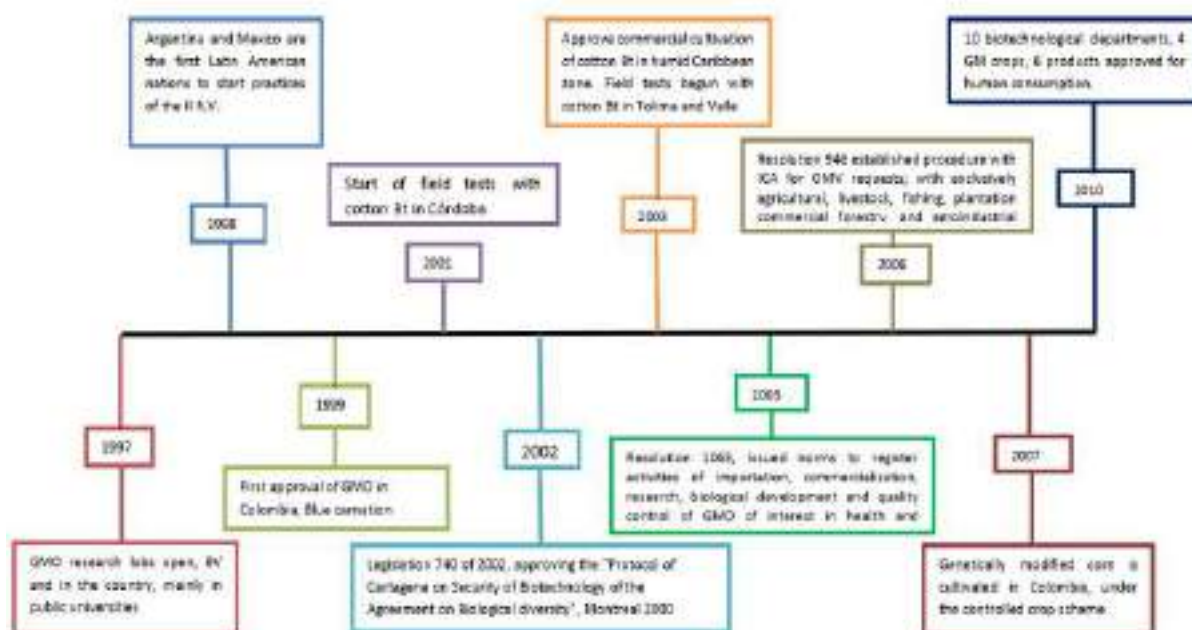 Argentina and Mexico are
the first Latin American
nations to start practices
of the
1998
Start of field tests with
cotton Bt in Córdoba
2001
Approve commercial cultivation
of cotton Bt in humid Caribbean
zone. Field tests begun with
cotton Bt in Tolima and Valle
2003
Resolution 946 established procedure with
ICA for GMV requests; with exclusively
agricultural, livestock, fishing, plantation
commercial forestry and agroindustrial
2006
10 biotechnological departments, 4
GM crops, 6 products approved for
human consumption.
2010
1997
GMO research labs open, BV
and in the country, mainly in
public universities
1999
First approval of GMO in
Colombia, Blue carnation
2002
Legislation 740 of 2002, approving the "Protocol of
Cartagena on Security of Biotechnology of the
Agreement on Biological diversity", Montreal 2000
2005
Resolution 1063, issued norms to register
activities of importation, commercialization,
research, biological development and quality
control of GMO of interest in health and
2007
Genetically modified corn is
cultivated in Colombia, under
the controlled crop scheme